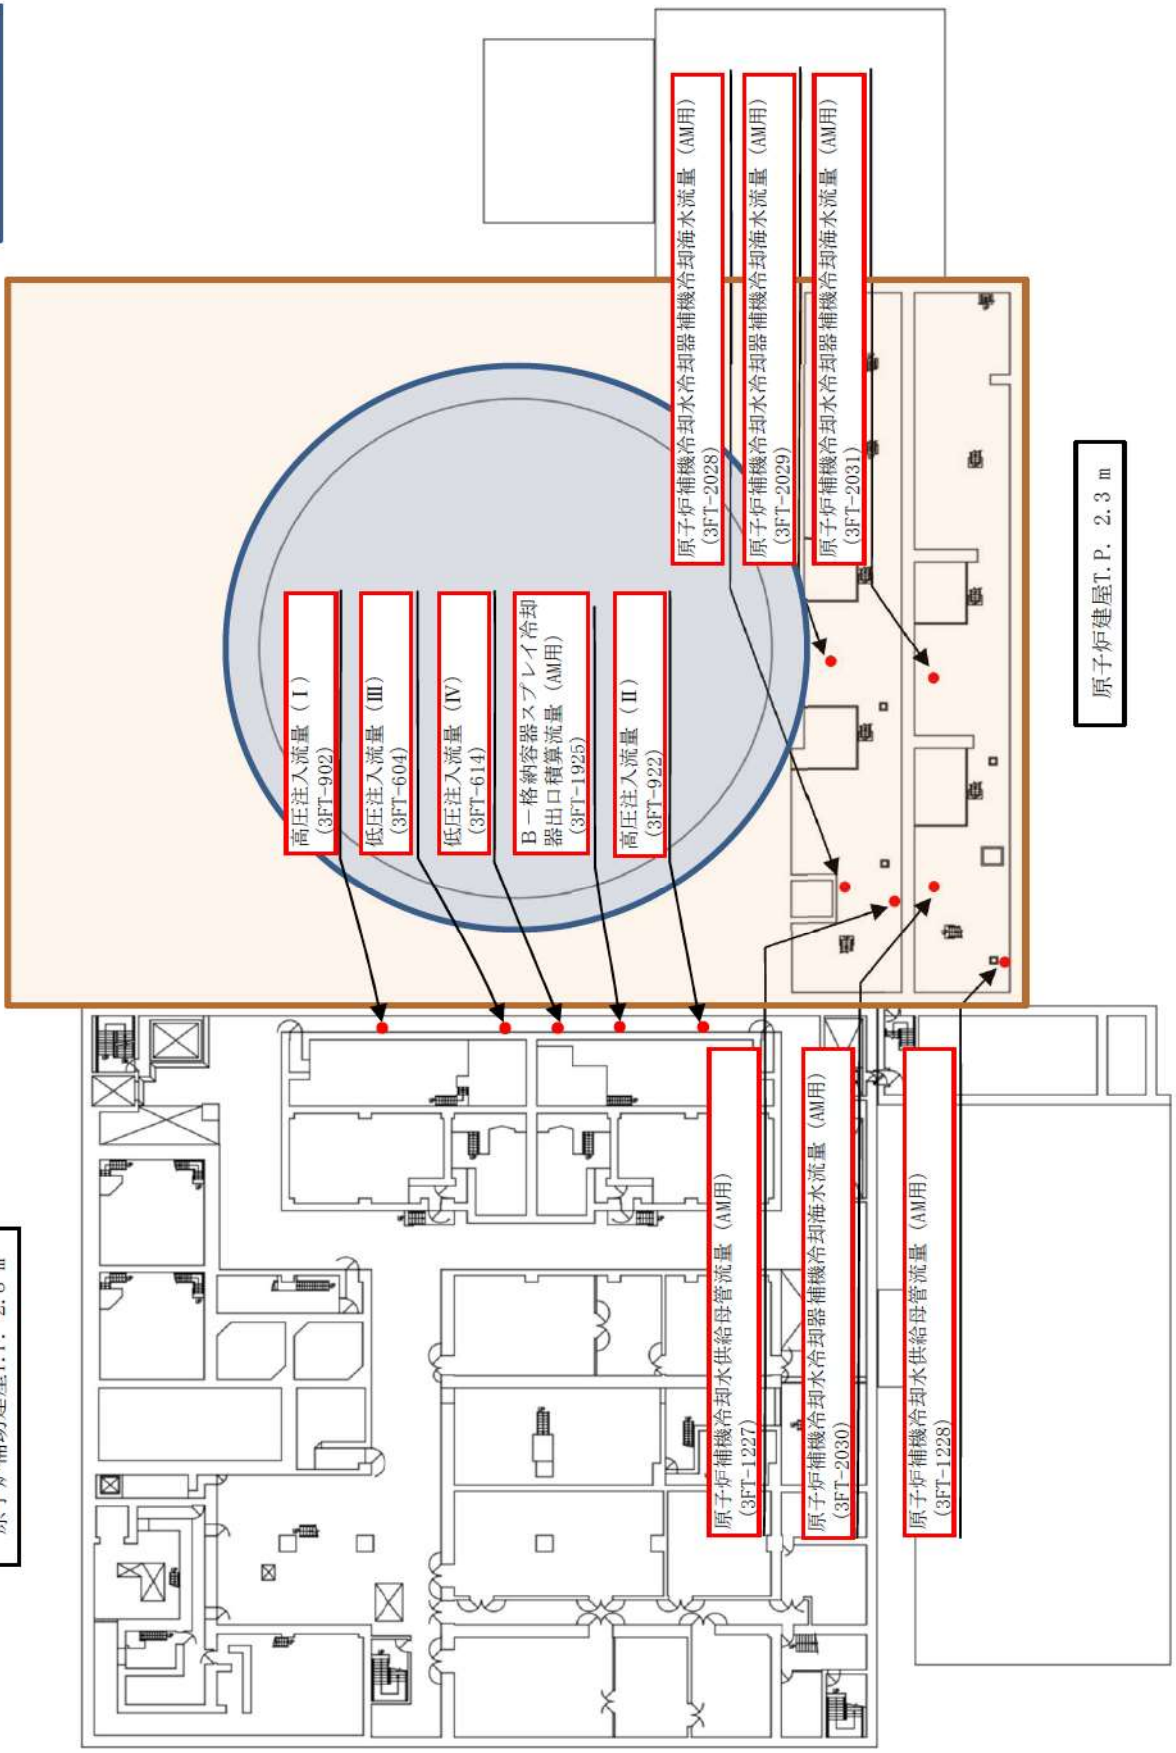 高圧注入流量（Ⅰ）
(3FT-902)
低圧注入流量（Ⅲ）
(3FT-604)
低圧注入流量（Ⅳ）
(3FT-614)
B－格納容器スプレイ冷却
器出口積算流量（AM用）
(3FT-1925)
高圧注入流量（Ⅱ）
(3FT-922)
原子炉補機冷却水冷却器補機冷却海水流量（AM用）
(3FT-2028)
原子炉補機冷却水冷却器補機冷却海水流量（AM用）
(3FT-2029)
原子炉補機冷却水冷却器補機冷却海水流量（AM用）
(3FT-2031)
原子炉補機冷却水供給母管流量（AM用）
(3FT-1227)
原子炉補機冷却水冷却器補機冷却海水流量（AM用）
(3FT-2030)
原子炉補機冷却水供給母管流量（AM用）
(3FT-1228)
原子炉建屋T.P. 2.3 m